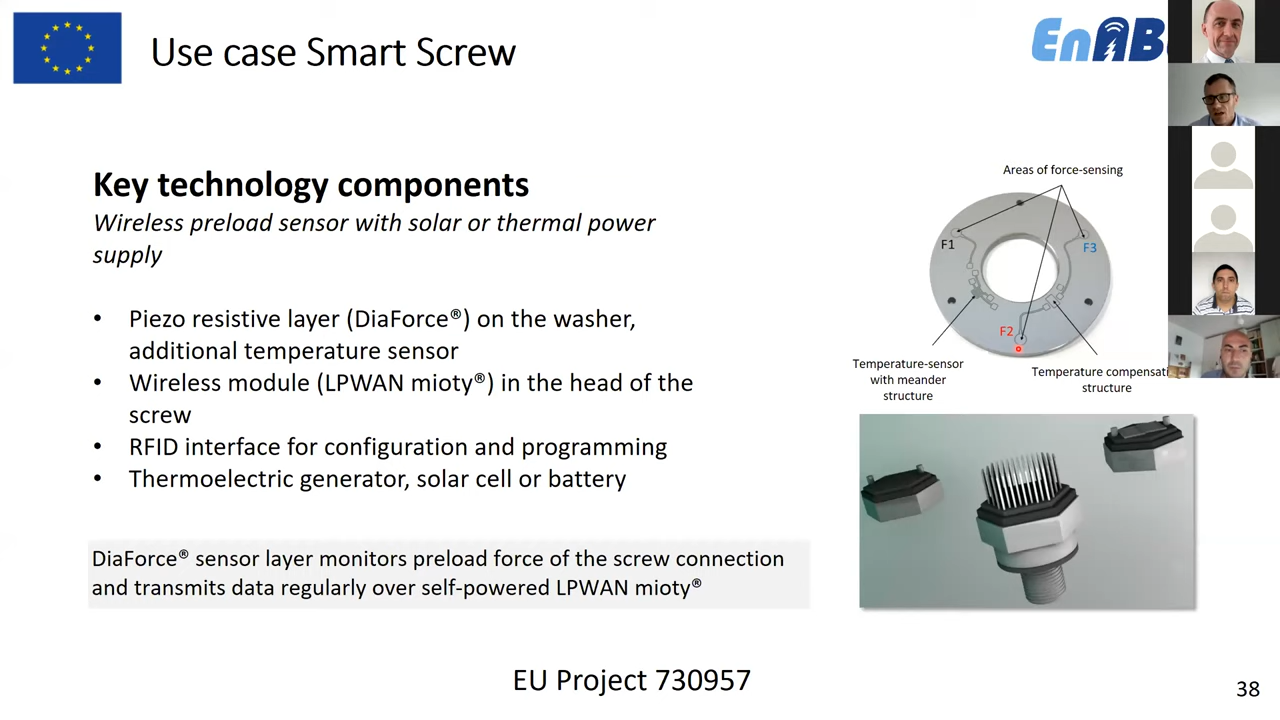 Use case Smart Screw
EnAB
Key technology components
Wireless preload sensor with solar or thermal power
supply
• Piezo resistive layer (DiaForce®) on the washer,
additional temperature sensor
• Wireless module (LPWAN mioty®) in the head of the
screw
• RFID interface for configuration and programming
• Thermoelectric generator, solar cell or battery
DiaForce® sensor layer monitors preload force of the screw connection
and transmits data regularly over self-powered LPWAN mioty®
Areas of force-sensing
F1
F3
F2
Temperature-sensor
with meander
structure
Temperature compensati
structure
EU Project 730957
38